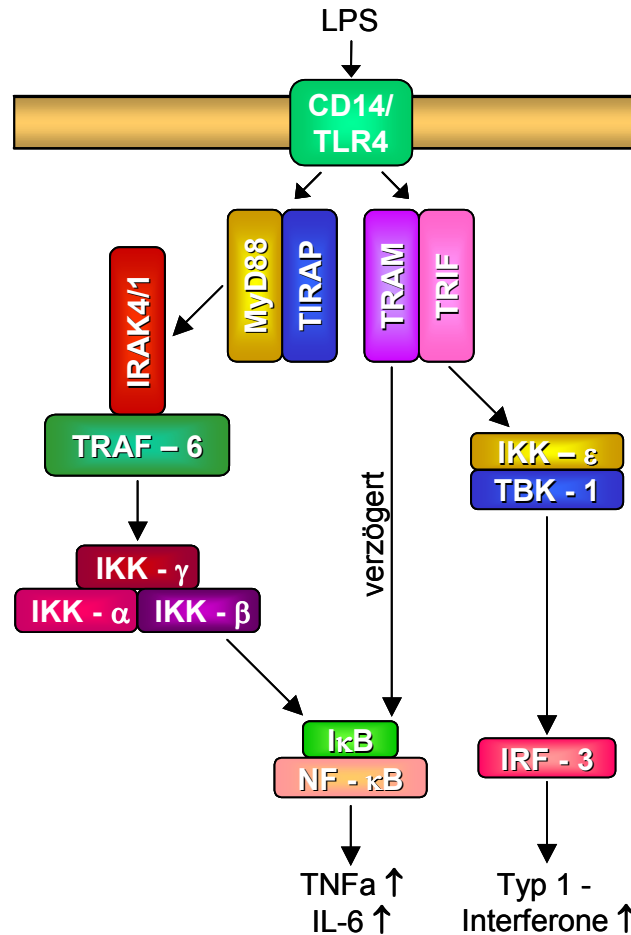 LPS
CD14/
TLR4
MyD88
TIRAP
TRAM
TRIF
IRAK4/1
TRAF – 6
IKK – ε
TBK - 1
verzögert
IKK - γ
IKK - α
IKK - β
IκB
NF - κB
IRF - 3
TNFa ↑
IL-6 ↑
Typ 1 -
Interferone ↑